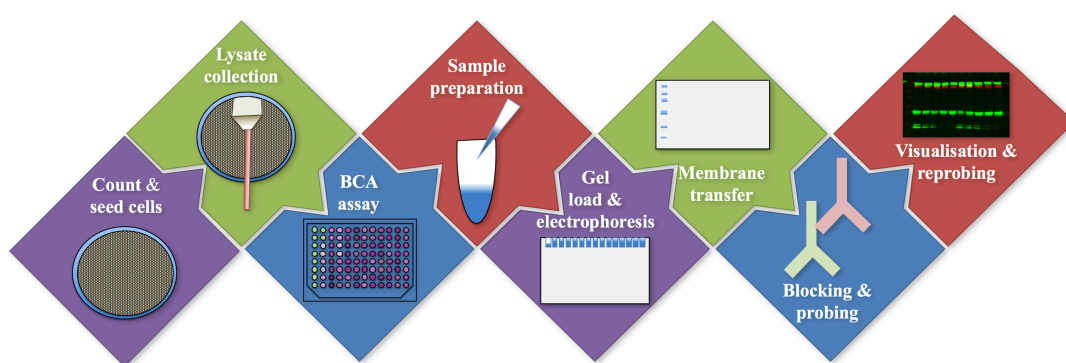 Count &
seed cells
Lysate
collection
BCA
assay
Sample
preparation
Gel
load &
electrophoresis
Membrane
transfer
Blocking &
probing
Visualisation &
reprobing